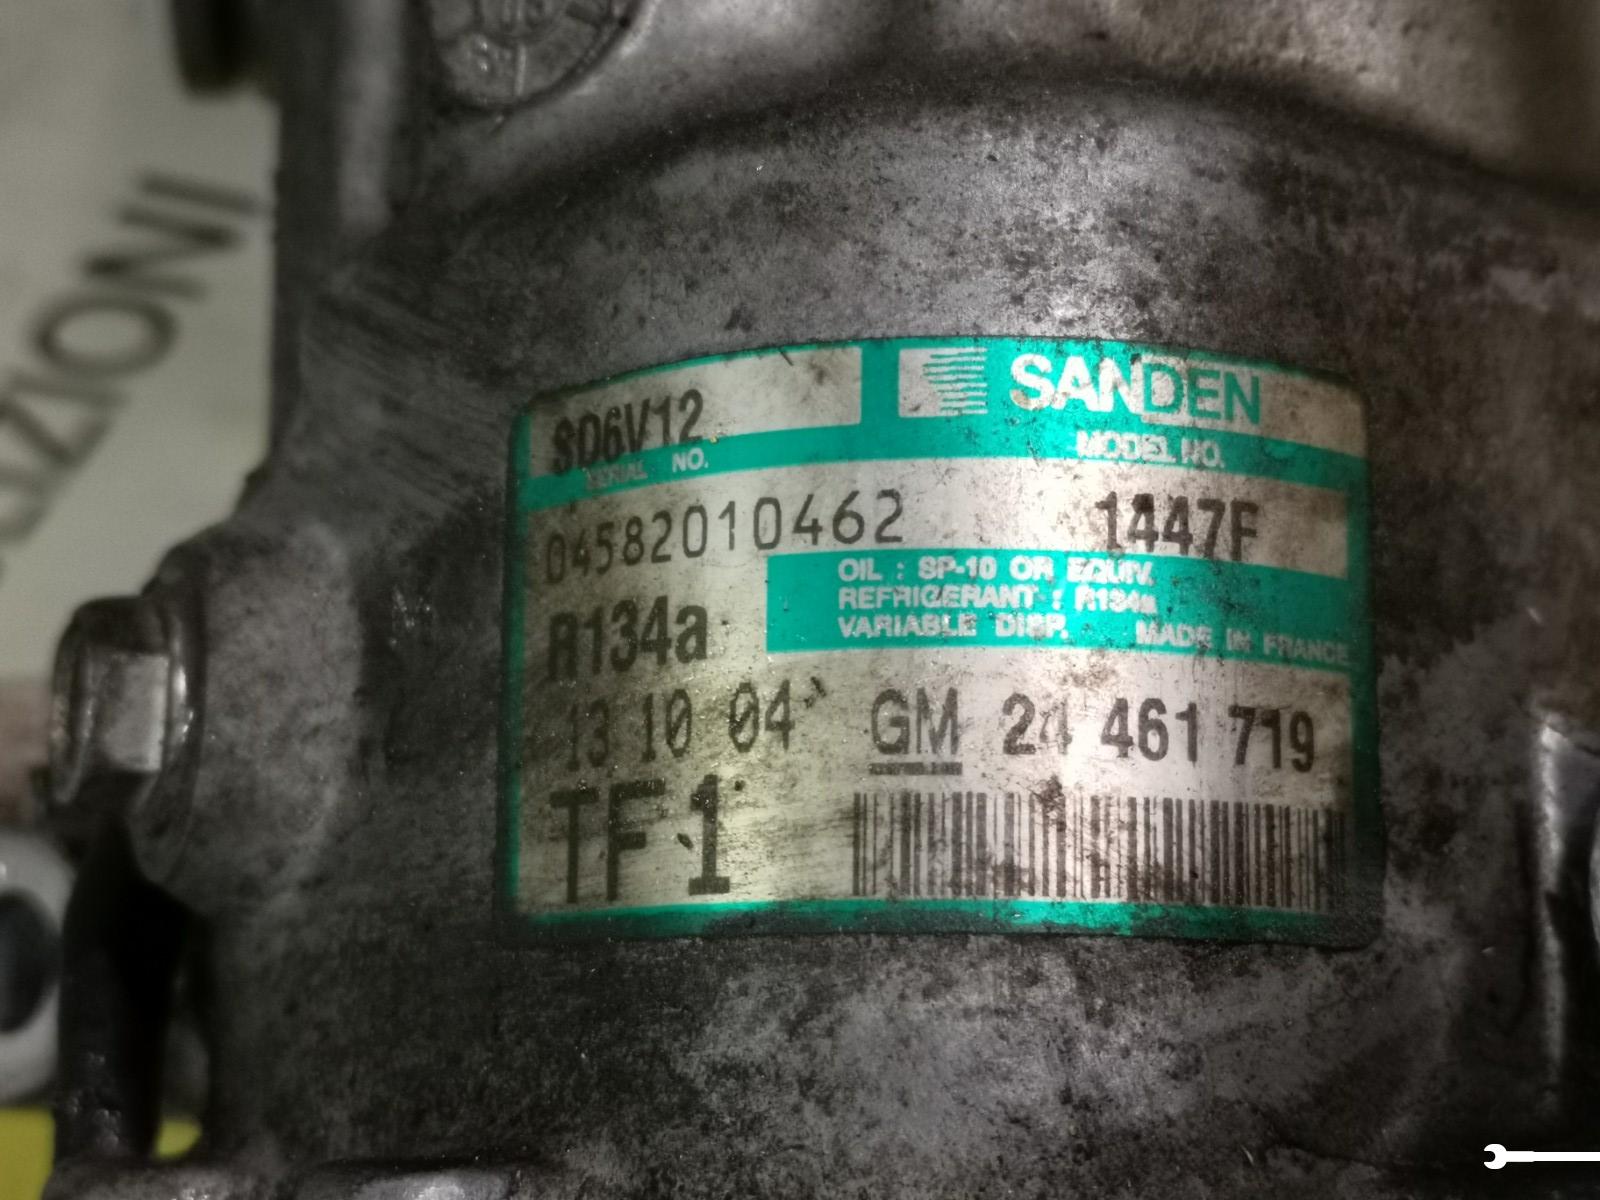 SD6V12
SANDEN
SERIAL NO.
MODEL NO.
04582010462
1447F
OIL : SP-10 OR EQUIV.
REFRIGERANT : R134a
VARIABLE DISP. MADE IN FRANCE
R134a
13 10 04
GM 24 461 719
TF1
ZIONI